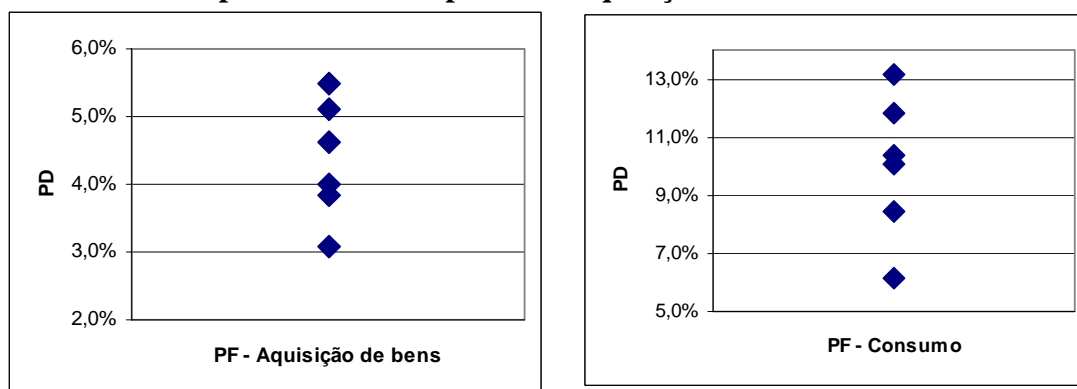 6,0%
5,0%
4,0%
3,0%
2,0%
PD
PF - Aquisição de bens
13,0%
11,0%
9,0%
7,0%
5,0%
PD
PF - Consumo